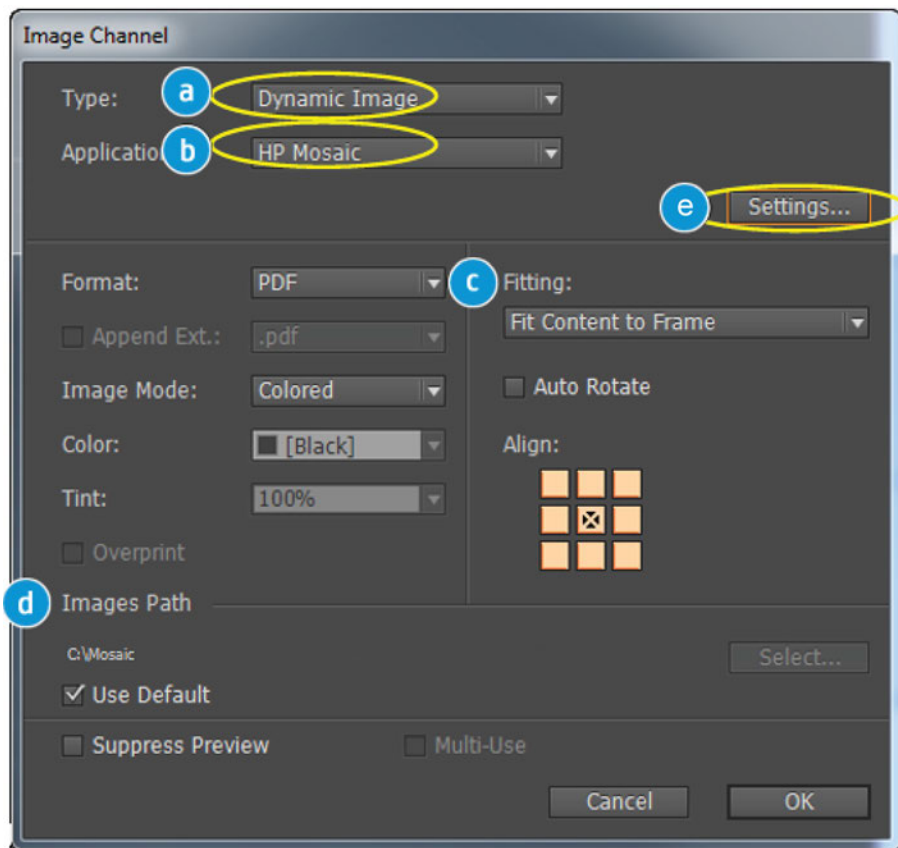 Image Channel
Type: a Dynamic Image
Application b HP Mosaic
e Settings...
Format: PDF
c Fitting:
Fit Content to Frame
Append Ext.: .pdf
Image Mode: Colored
Auto Rotate
Color: [Black]
Align:
Tint: 100%
Overprint
d Images Path
C:\Mosaic
Select...
Use Default
Suppress Preview
Multi-Use
Cancel
OK